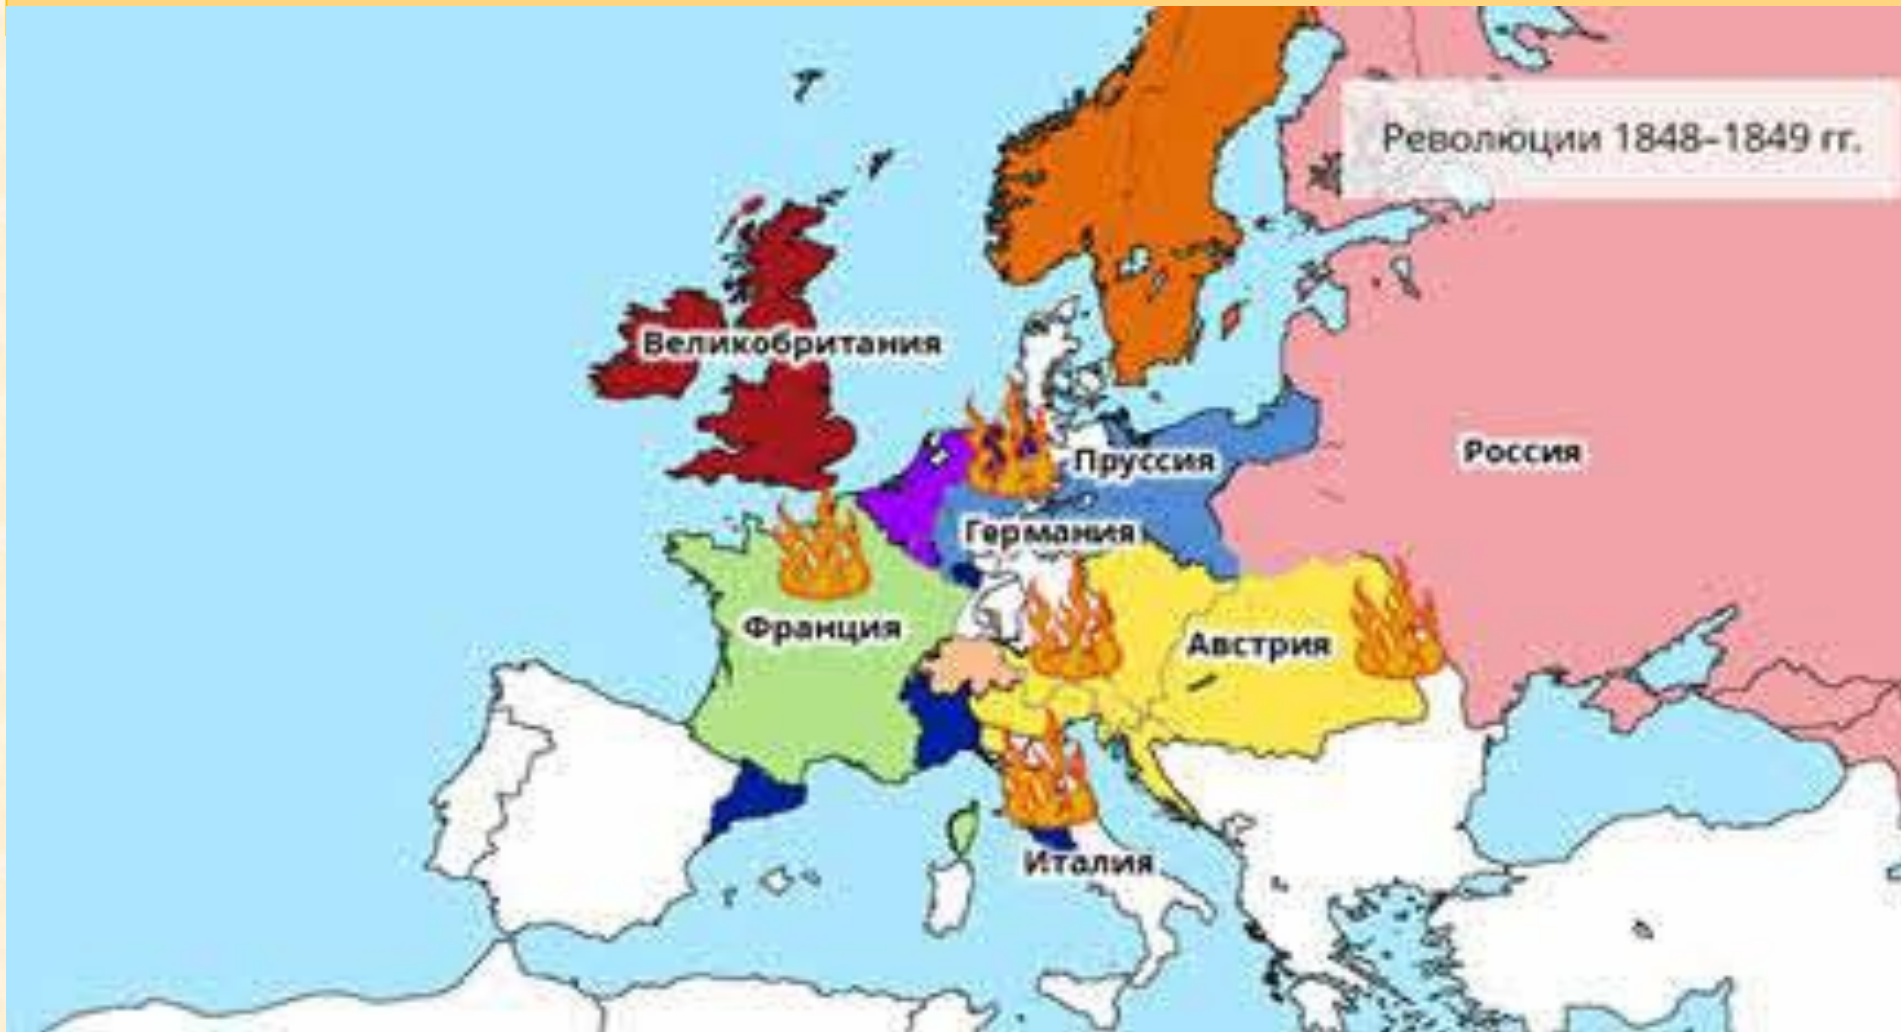 Революции 1848–1849 гг.
Великобритания
Пруссия
Россия
Германия
Франция
Австрия
Италия